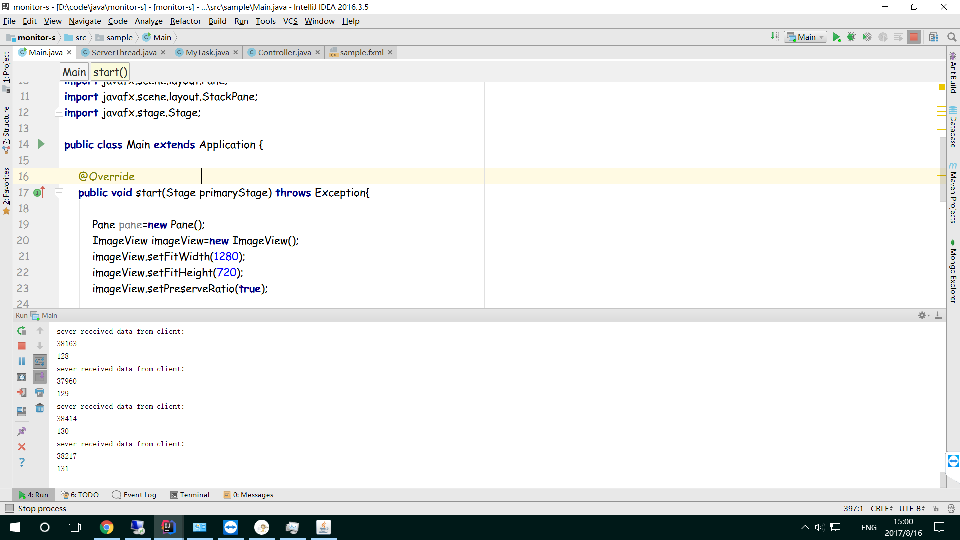 monitor-s - [D:\code\java\monitor-s] - [monitor-s] - ...\src\sample\Main.java - IntelliJ IDEA 2016.3.5
File Edit View Navigate Code Analyze Refactor Build Run Tools VCS Window Help
monitor-s src sample Main
Main
Main.java ServerThread.java MyTask.java Controller.java sample.fxml
Main start()
import javafx.scene.layout.Pane;
11 import javafx.scene.layout.StackPane;
12 import javafx.stage.Stage;
13
14 public class Main extends Application {
15
16 @Override
17 public void start(Stage primaryStage) throws Exception{
18
19 Pane pane=new Pane();
20 ImageView imageView=new ImageView();
21 imageView.setFitWidth(1280);
22 imageView.setFitHeight(720);
23 imageView.setPreserveRatio(true);
24
1: Project
7: Structure
2: Favorites
Ant Build
Database
Maven Projects
Mongo Explorer
Run Main
sever received data from client:
38163
128
sever received data from client:
37960
129
sever received data from client:
38414
130
sever received data from client:
38217
131
4: Run 6: TODO Event Log Terminal 0: Messages
Stop process
397:1 CRLF UTF-8
ENG
15:00
2017/8/16